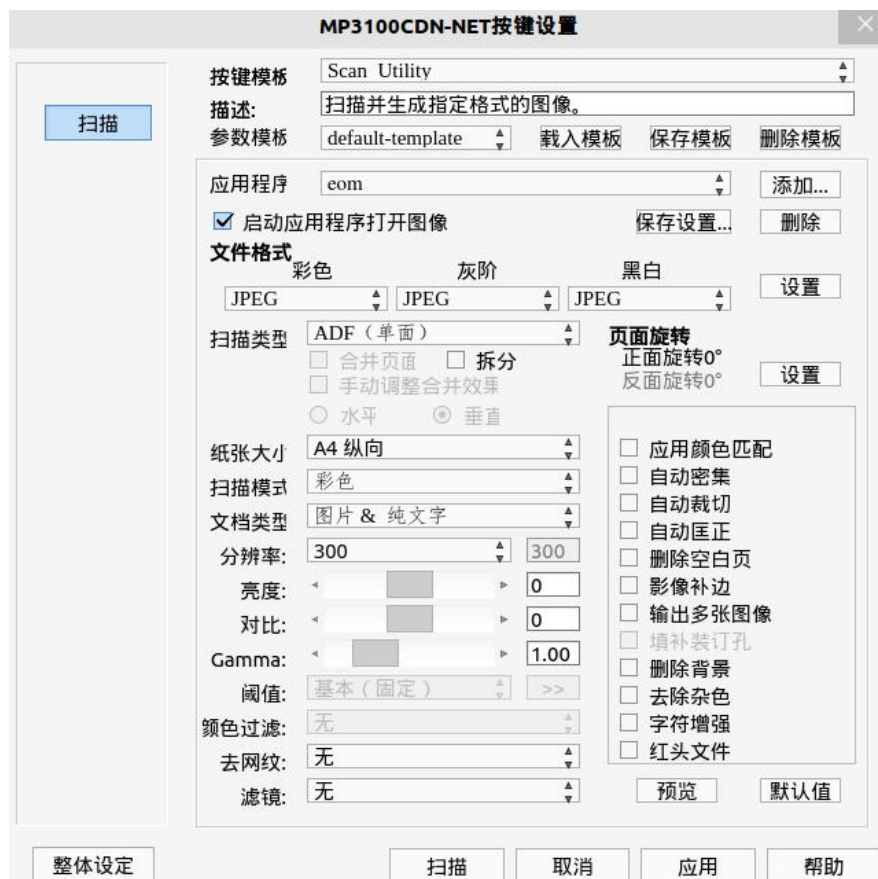 MP3100CDN-NET按键设置
扫描
按键模板 Scan Utility
描述: 扫描并生成指定格式的图像。
参数模板 default-template 载入模板 保存模板 删除模板
应用程序 eom 添加...
启动应用程序打开图像 保存设置... 删除
文件格式
彩色 灰阶 黑白
JPEG JPEG JPEG 设置
扫描类型 ADF（单面） 页面旋转
合并页面 拆分 正面旋转0°
手动调整合并效果 反面旋转0° 设置
水平 垂直
纸张大小 A4 纵向
扫描模式 彩色
文档类型 图片 & 纯文字
分辨率: 300 300
亮度: 0
对比: 0
Gamma: 1.00
阈值: 基本（固定） >>
颜色过滤: 无
去网纹: 无
滤镜: 无
应用颜色匹配
自动密集
自动裁切
自动匡正
删除空白页
影像补边
输出多张图像
填补装订孔
删除背景
去除杂色
字符增强
红头文件
预览 默认值
整体设定 扫描 取消 应用 帮助